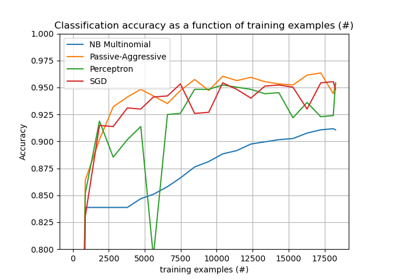 Classification accuracy as a function of training examples (#)
1.000
0.975
0.950
0.925
0.900
0.875
0.850
0.825
0.800
Accuracy
NB Multinomial
Passive-Aggressive
Perceptron
SGD
0 2500 5000 7500 10000 12500 15000 17500
training examples (#)